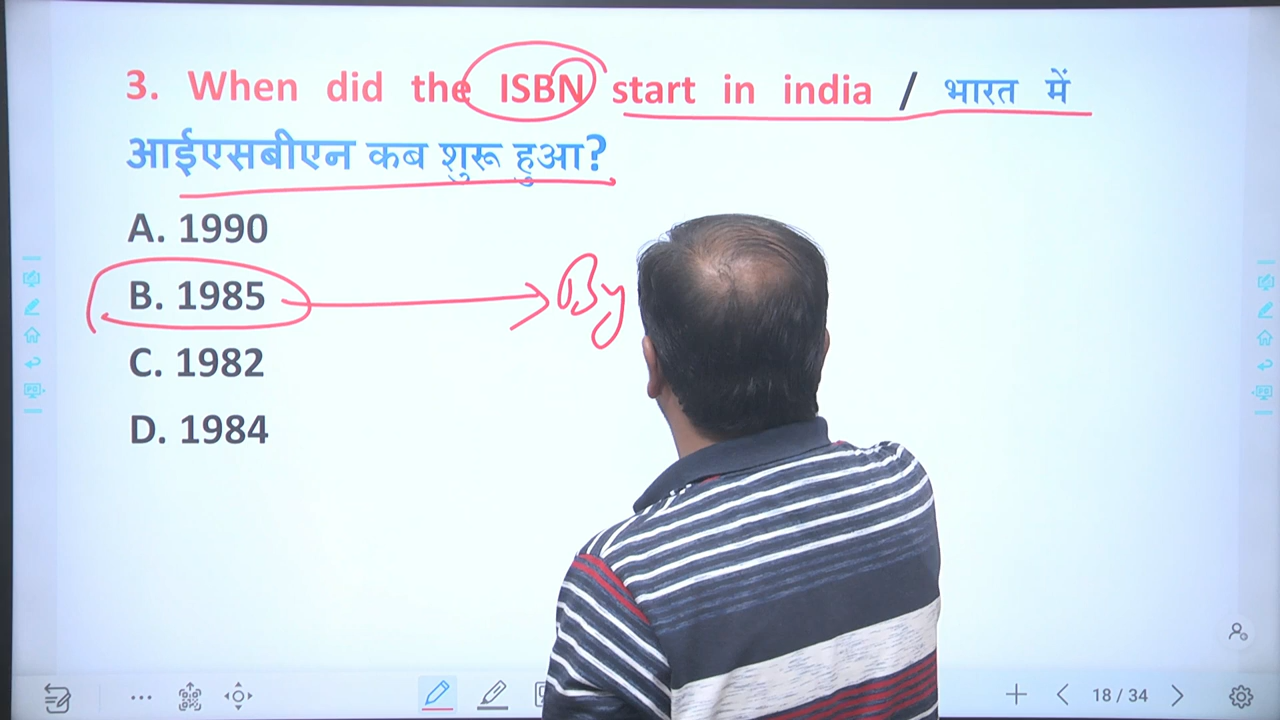 3. When did the ISBN start in india / भारत में
आईएसबीएन कब शुरू हुआ?
A. 1990
B. 1985
By
C. 1982
D. 1984
18 / 34